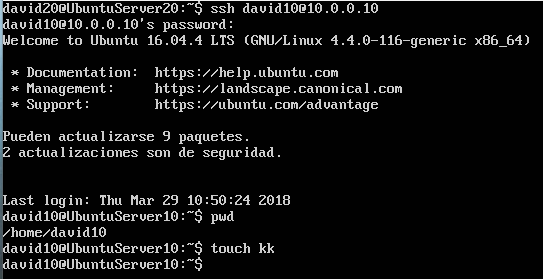 david20@UbuntuServer20:~$ ssh david10@10.0.0.10
david10@10.0.0.10's password:
Welcome to Ubuntu 16.04.4 LTS (GNU/Linux 4.4.0-116-generic x86_64)
* Documentation: https://help.ubuntu.com
* Management: https://landscape.canonical.com
* Support: https://ubuntu.com/advantage
Pueden actualizarse 9 paquetes.
2 actualizaciones son de seguridad.
Last login: Thu Mar 29 10:50:24 2018
david10@UbuntuServer10:~$ pwd
/home/david10
david10@UbuntuServer10:~$ touch kk
david10@UbuntuServer10:~$